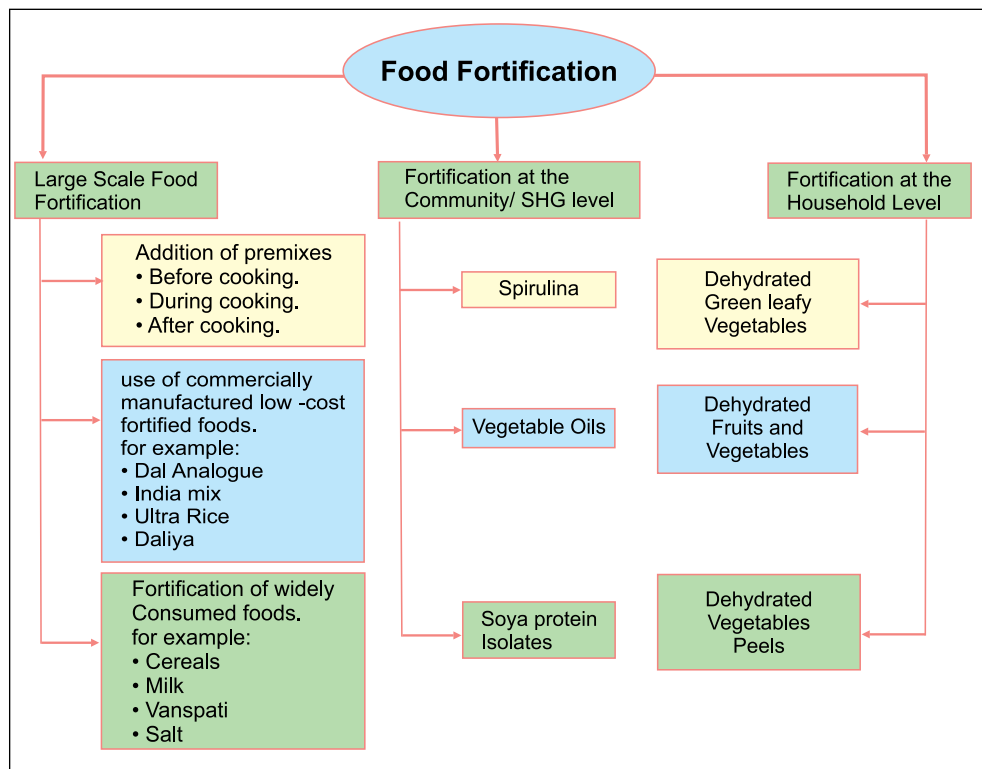 Food Fortification
Large Scale Food
Fortification
Addition of premixes
• Before cooking.
• During cooking.
• After cooking.
use of commercially
manufactured low -cost
fortified foods.
for example:
• Dal Analogue
• India mix
• Ultra Rice
• Daliya
Fortification of widely
Consumed foods.
for example:
• Cereals
• Milk
• Vanspati
• Salt
Fortification at the
Community/ SHG level
Spirulina
Vegetable Oils
Soya protein
Isolates
Fortification at the
Household Level
Dehydrated
Green leafy
Vegetables
Dehydrated
Fruits and
Vegetables
Dehydrated
Vegetables
Peels